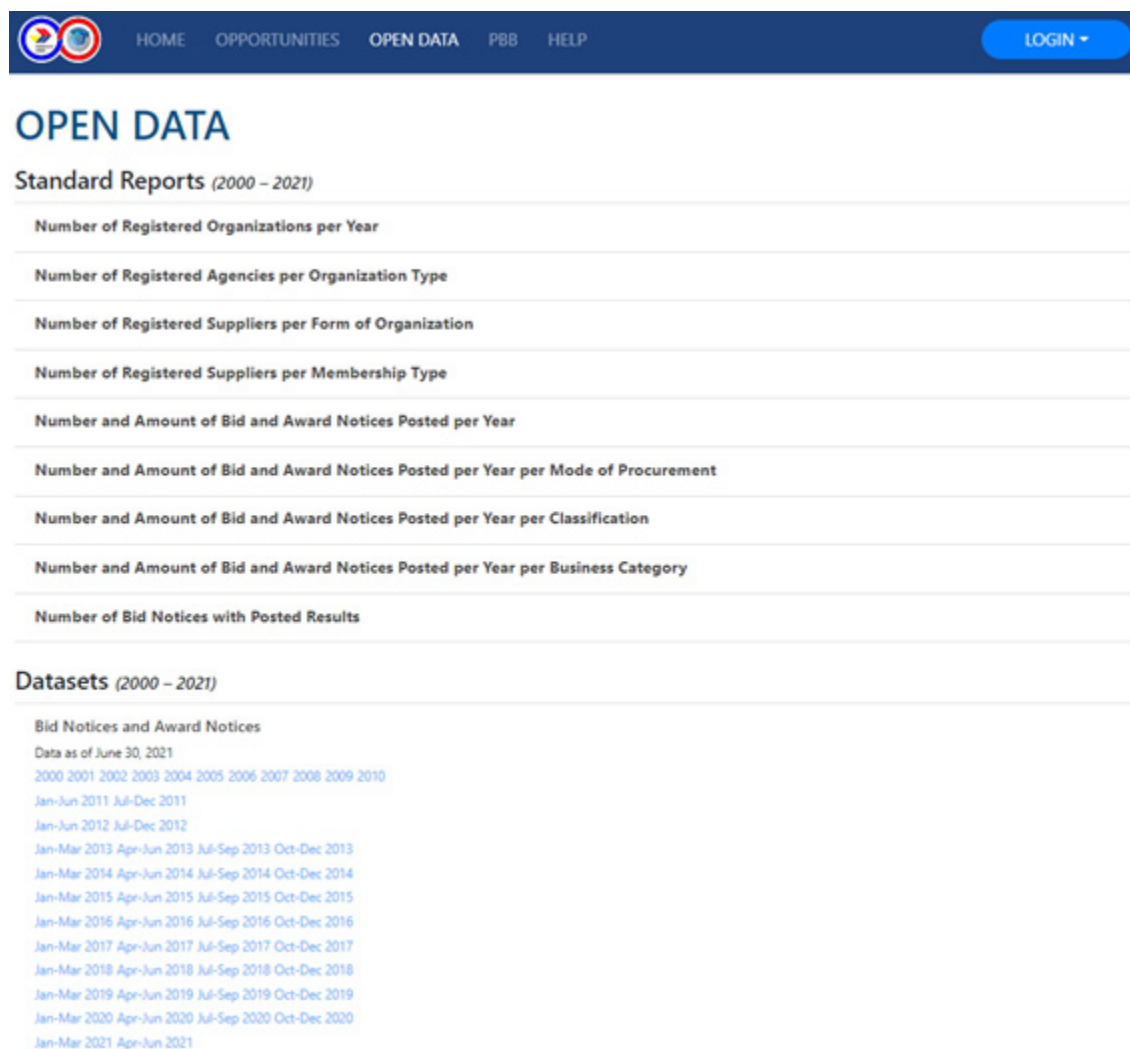 HOME OPPORTUNITIES OPEN DATA PBB HELP LOGIN
OPEN DATA
Standard Reports (2000 – 2021)
Number of Registered Organizations per Year
Number of Registered Agencies per Organization Type
Number of Registered Suppliers per Form of Organization
Number of Registered Suppliers per Membership Type
Number and Amount of Bid and Award Notices Posted per Year
Number and Amount of Bid and Award Notices Posted per Year per Mode of Procurement
Number and Amount of Bid and Award Notices Posted per Year per Classification
Number and Amount of Bid and Award Notices Posted per Year per Business Category
Number of Bid Notices with Posted Results
Datasets (2000 – 2021)
Bid Notices and Award Notices
Data as of June 30, 2021
2000 2001 2002 2003 2004 2005 2006 2007 2008 2009 2010
Jan-Jun 2011 Jul-Dec 2011
Jan-Jun 2012 Jul-Dec 2012
Jan-Mar 2013 Apr-Jun 2013 Jul-Sep 2013 Oct-Dec 2013
Jan-Mar 2014 Apr-Jun 2014 Jul-Sep 2014 Oct-Dec 2014
Jan-Mar 2015 Apr-Jun 2015 Jul-Sep 2015 Oct-Dec 2015
Jan-Mar 2016 Apr-Jun 2016 Jul-Sep 2016 Oct-Dec 2016
Jan-Mar 2017 Apr-Jun 2017 Jul-Sep 2017 Oct-Dec 2017
Jan-Mar 2018 Apr-Jun 2018 Jul-Sep 2018 Oct-Dec 2018
Jan-Mar 2019 Apr-Jun 2019 Jul-Sep 2019 Oct-Dec 2019
Jan-Mar 2020 Apr-Jun 2020 Jul-Sep 2020 Oct-Dec 2020
Jan-Mar 2021 Apr-Jun 2021